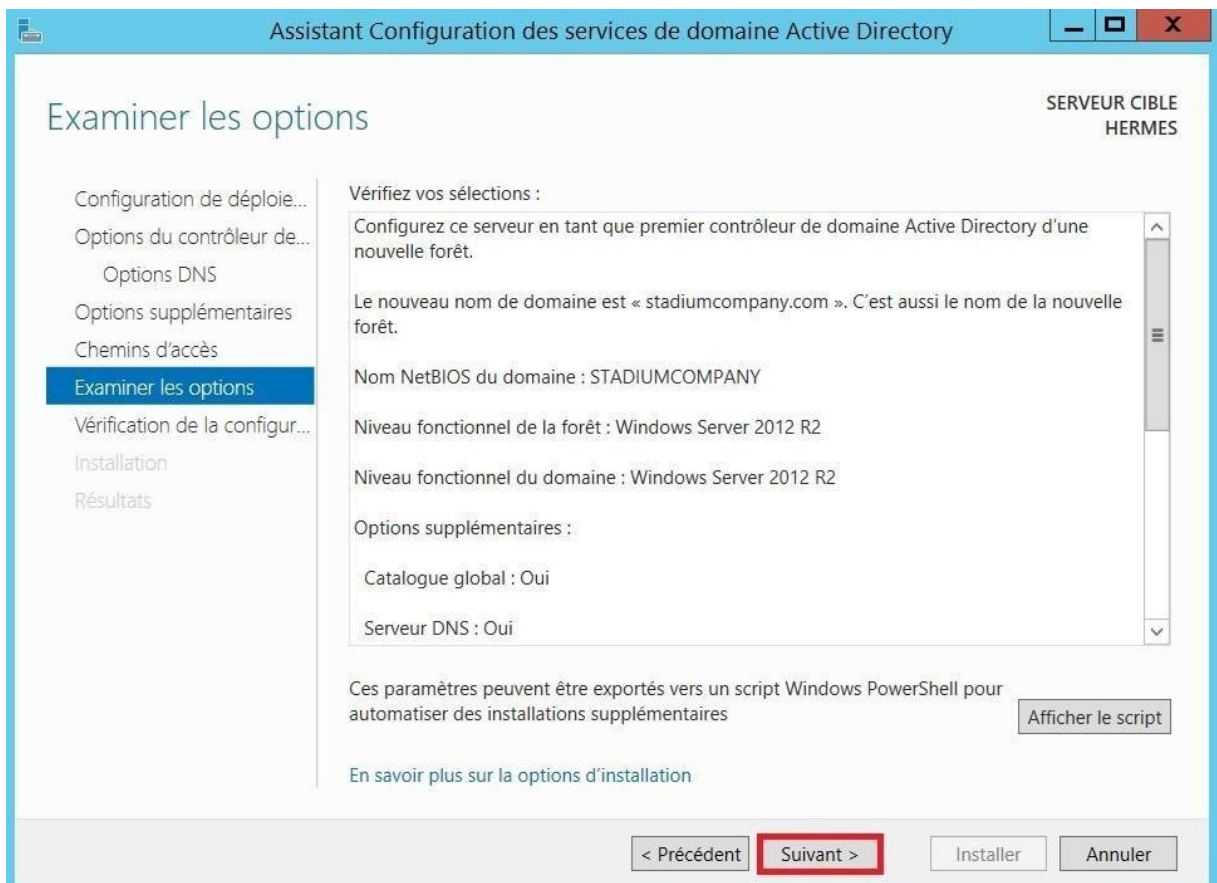 Assistant Configuration des services de domaine Active Directory
Examiner les options
SERVEUR CIBLE
HERMES
Configuration de déploie...
Options du contrôleur de...
Options DNS
Options supplémentaires
Chemins d'accès
Examiner les options
Vérification de la configur...
Installation
Résultats
Vérifiez vos sélections :
Configurez ce serveur en tant que premier contrôleur de domaine Active Directory d'une
nouvelle forêt.
Le nouveau nom de domaine est « stadiumcompany.com ». C'est aussi le nom de la nouvelle
forêt.
Nom NetBIOS du domaine : STADIUMCOMPANY
Niveau fonctionnel de la forêt : Windows Server 2012 R2
Niveau fonctionnel du domaine : Windows Server 2012 R2
Options supplémentaires :
Catalogue global : Oui
Serveur DNS : Oui
Ces paramètres peuvent être exportés vers un script Windows PowerShell pour
automatiser des installations supplémentaires
Afficher le script
En savoir plus sur la options d'installation
< Précédent
Suivant >
Installer
Annuler